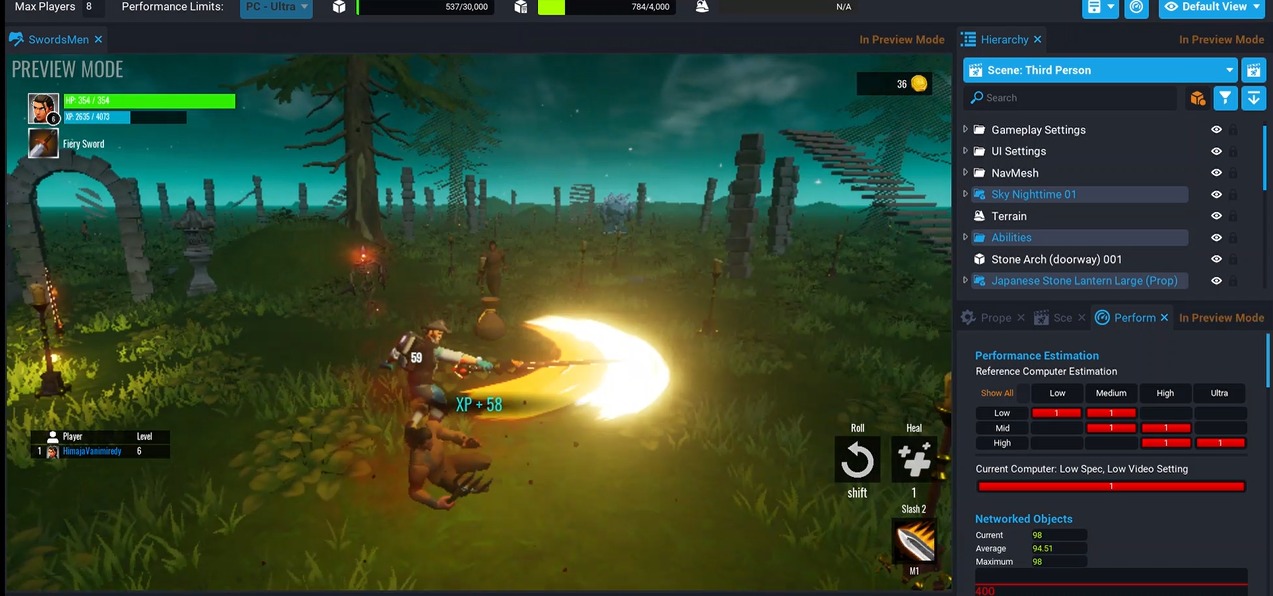 Max Players 8 Performance Limits: PC - Ultra 537/30,000 784/4,000 N/A Default View
SwordsMen In Preview Mode
PREVIEW MODE
36
HP: 354 / 354
XP: 2635 / 4073
6
Fiery Sword
59
XP + 58
Player Level
1 HimajaVanimiredy 6
Roll Heal
shift 1
Slash 2
M1
Hierarchy In Preview Mode
Scene: Third Person
Search
Gameplay Settings
UI Settings
NavMesh
Sky Nighttime 01
Terrain
Abilities
Stone Arch (doorway) 001
Japanese Stone Lantern Large (Prop)
Prope Sce Perform In Preview Mode
Performance Estimation
Reference Computer Estimation
Show All Low Medium High Ultra
Low 1 1
Mid 1 1
High 1 1
Current Computer: Low Spec, Low Video Setting
1
Networked Objects
Current 98
Average 94.51
Maximum 98
400